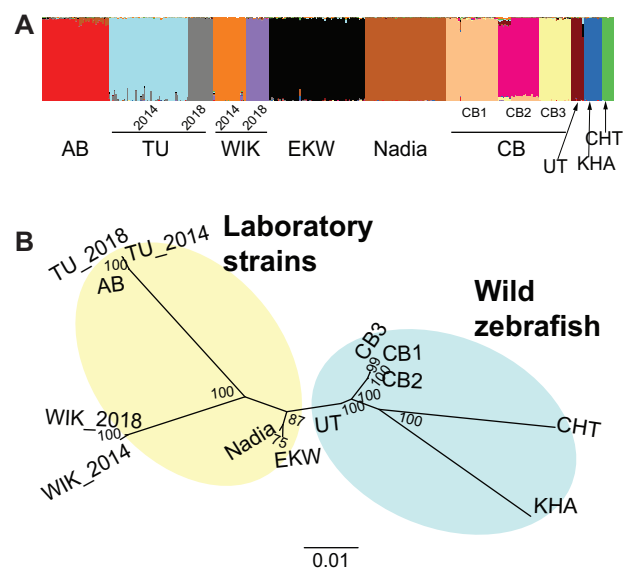 A
2014 2018 2014 2018 CB1 CB2 CB3
AB TU WIK EKW Nadia CB UT KHA CHT
B
Laboratory
strains
Wild
zebrafish
TU_2018
TU_2014
100
AB
CB3
CB1
99
100
CB2
100
100
100
UT
100
CHT
KHA
WIK_2018
100
WIK_2014
87
Nadia
75
EKW
0.01